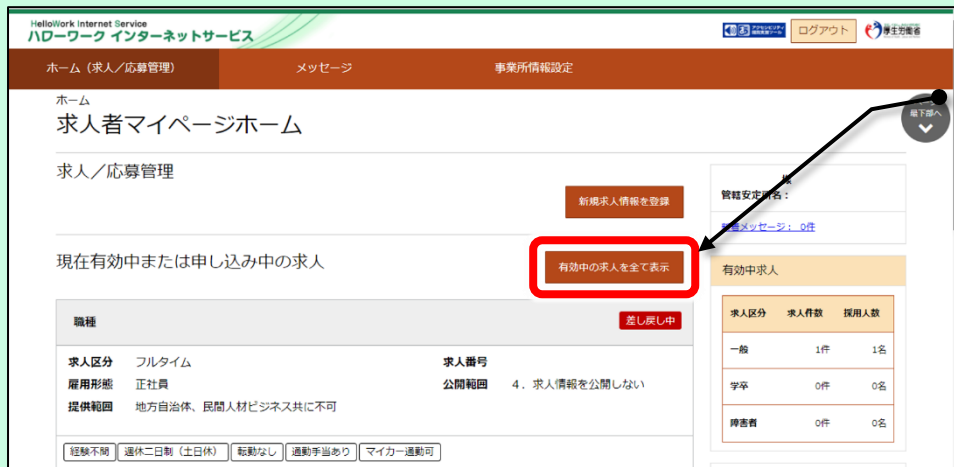 HelloWork Internet Service
ハローワーク インターネットサービス
ログアウト
厚生労働省
ホーム（求人／応募管理）
メッセージ
事業所情報設定
最下部へ
ホーム
求人者マイページホーム
求人／応募管理
新規求人情報を登録
様
管轄安定所名：
新着メッセージ： 0件
現在有効中または申し込み中の求人
有効中の求人を全て表示
有効中求人
求人区分 求人件数 採用人数
一般 1件 1名
学卒 0件 0名
障害者 0件 0名
職種
差し戻し中
求人区分 フルタイム
求人番号
雇用形態 正社員
公開範囲 4．求人情報を公開しない
提供範囲 地方自治体、民間人材ビジネス共に不可
経験不問 週休二日制（土日休） 転勤なし 通勤手当あり マイカー通勤可